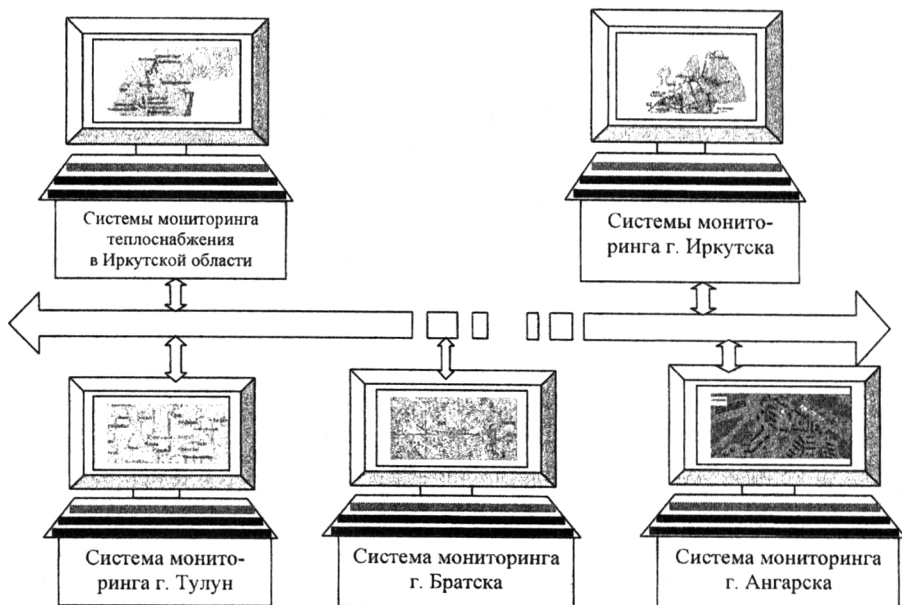 Системы мониторинга
теплоснабжения
в Иркутской области
Системы монито-
ринга г. Иркутска
Система монито-
ринга г. Тулун
Система мониторинга
г. Братска
Система мониторинга
г. Ангарска